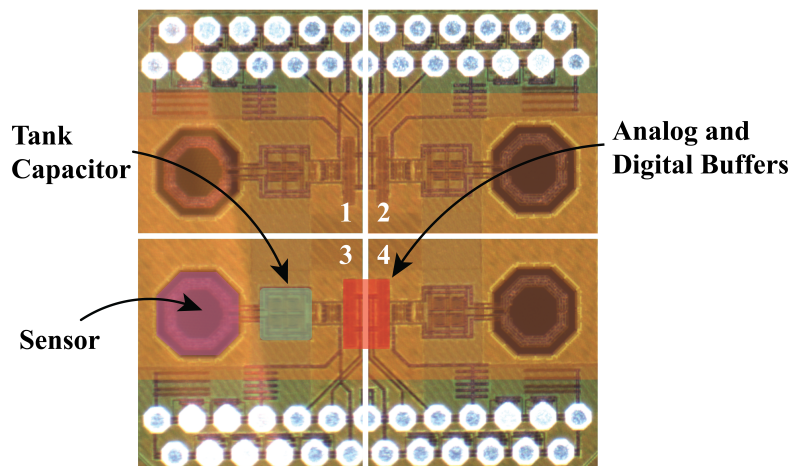 Tank
Capacitor
Analog and
Digital Buffers
1 2
3 4
Sensor